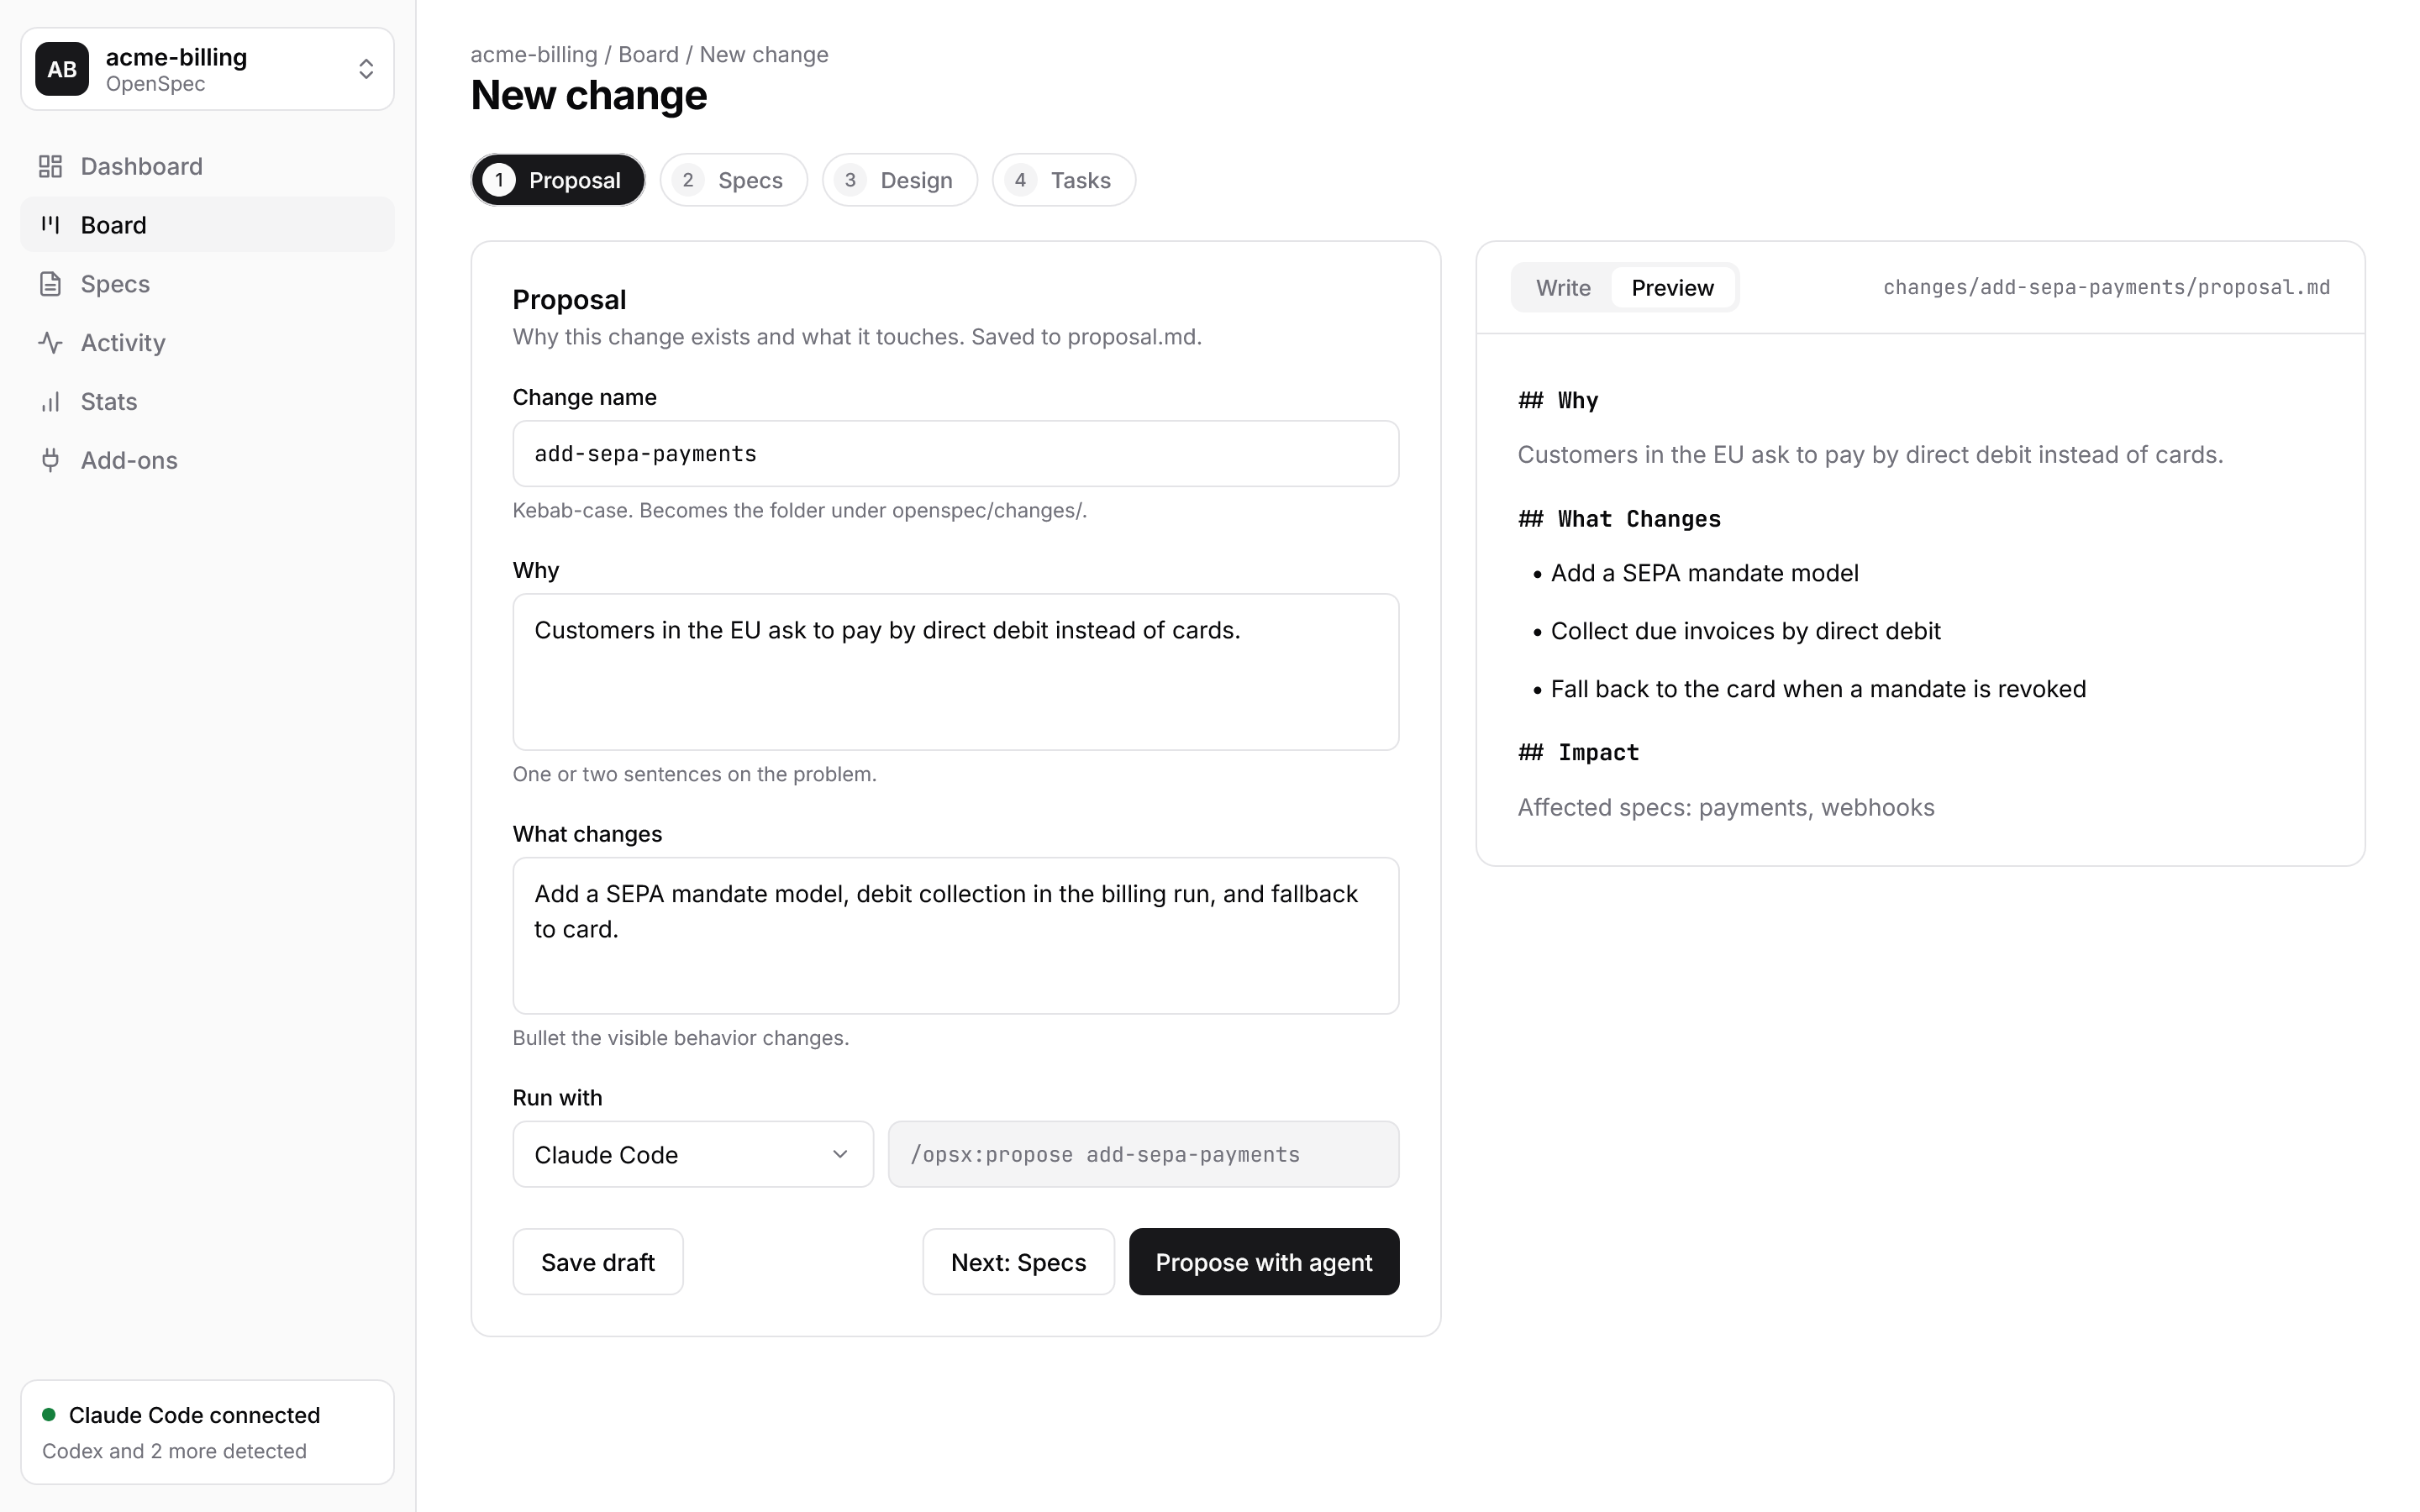 AB
acme-billing
OpenSpec
Dashboard
Board
Specs
Activity
Stats
Add-ons
Claude Code connected
Codex and 2 more detected
acme-billing / Board / New change
New change
1 Proposal
2 Specs
3 Design
4 Tasks
Proposal
Why this change exists and what it touches. Saved to proposal.md.
Change name
add-sepa-payments
Kebab-case. Becomes the folder under openspec/changes/.
Why
Customers in the EU ask to pay by direct debit instead of cards.
One or two sentences on the problem.
What changes
Add a SEPA mandate model, debit collection in the billing run, and fallback
to card.
Bullet the visible behavior changes.
Run with
Claude Code
/opsx:propose add-sepa-payments
Save draft
Next: Specs
Propose with agent
Write
Preview
changes/add-sepa-payments/proposal.md
## Why
Customers in the EU ask to pay by direct debit instead of cards.
## What Changes
• Add a SEPA mandate model
• Collect due invoices by direct debit
• Fall back to the card when a mandate is revoked
## Impact
Affected specs: payments, webhooks